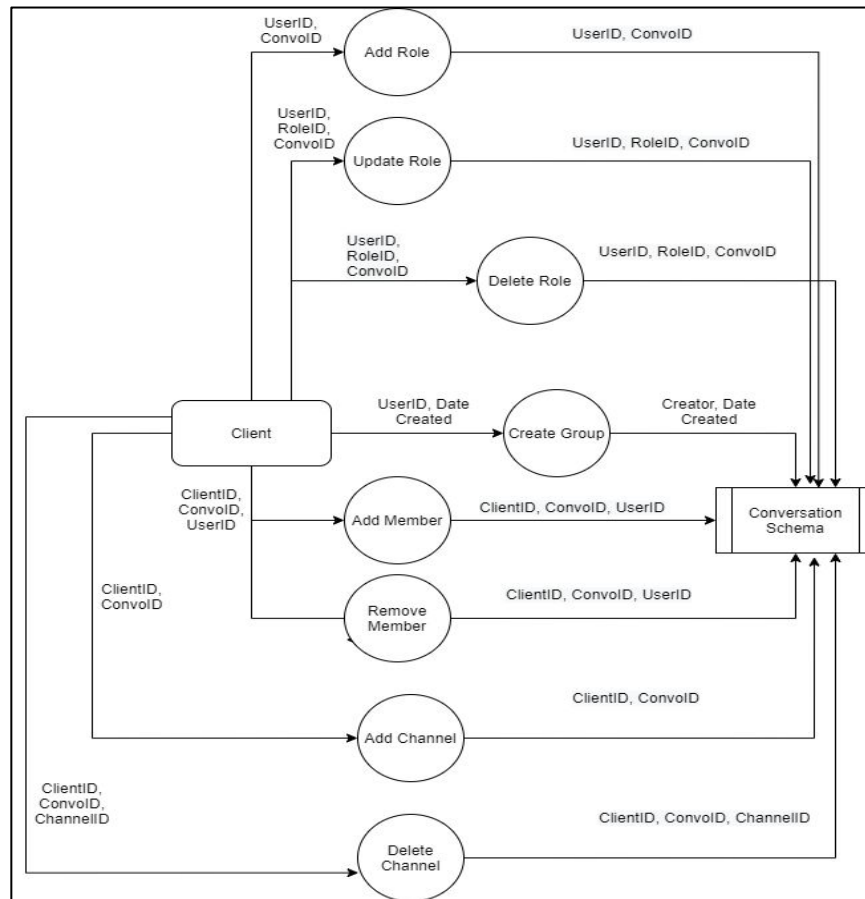 UserID,
ConvoID
Add Role
UserID, ConvoID
UserID,
RoleID,
ConvoID
Update Role
UserID, RoleID, ConvoID
UserID,
RoleID,
ConvoID
Delete Role
UserID, RoleID, ConvoID
Client
UserID, Date
Created
Create Group
Creator, Date
Created
ClientID,
ConvoID,
UserID
Add Member
ClientID, ConvoID, UserID
Conversation
Schema
ClientID,
ConvoID
Remove
Member
ClientID, ConvoID, UserID
Add Channel
ClientID, ConvoID
ClientID,
ConvoID,
ChannelID
Delete
Channel
ClientID, ConvoID, ChannelID